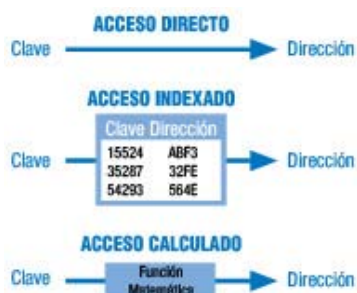 ACCESO DIRECTO
Clave Dirección
ACCESO INDEXADO
Clave Dirección
15524 ABF3
Clave 35287 32FE Dirección
54293 564E
ACCESO CALCULADO
Clave Función Dirección
Matemática